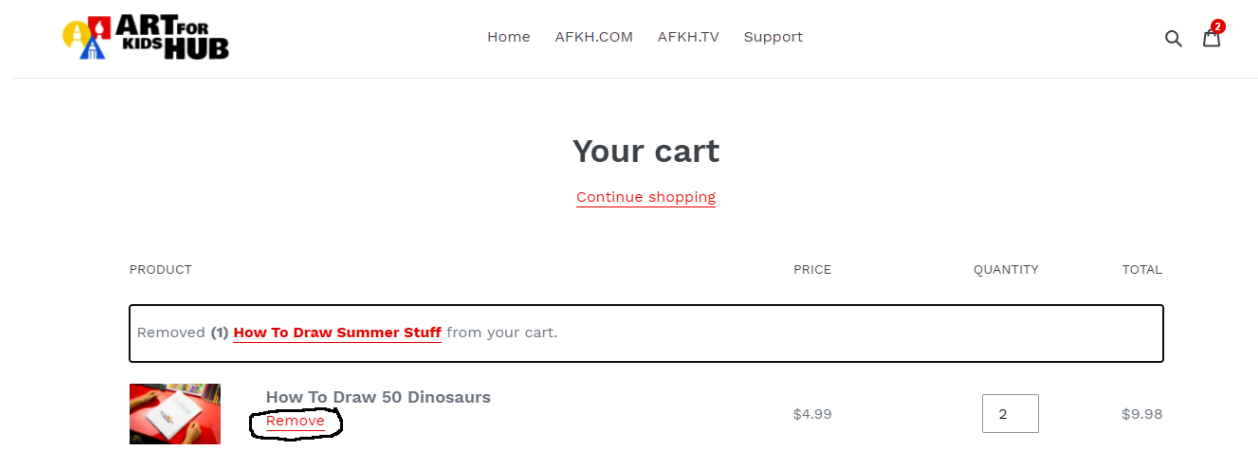 ART FOR
KIDS HUB
Home AFKH.COM AFKH.TV Support
2
Your cart
Continue shopping
PRODUCT PRICE QUANTITY TOTAL
Removed (1) How To Draw Summer Stuff from your cart.
How To Draw 50 Dinosaurs
Remove
$4.99 2 $9.98